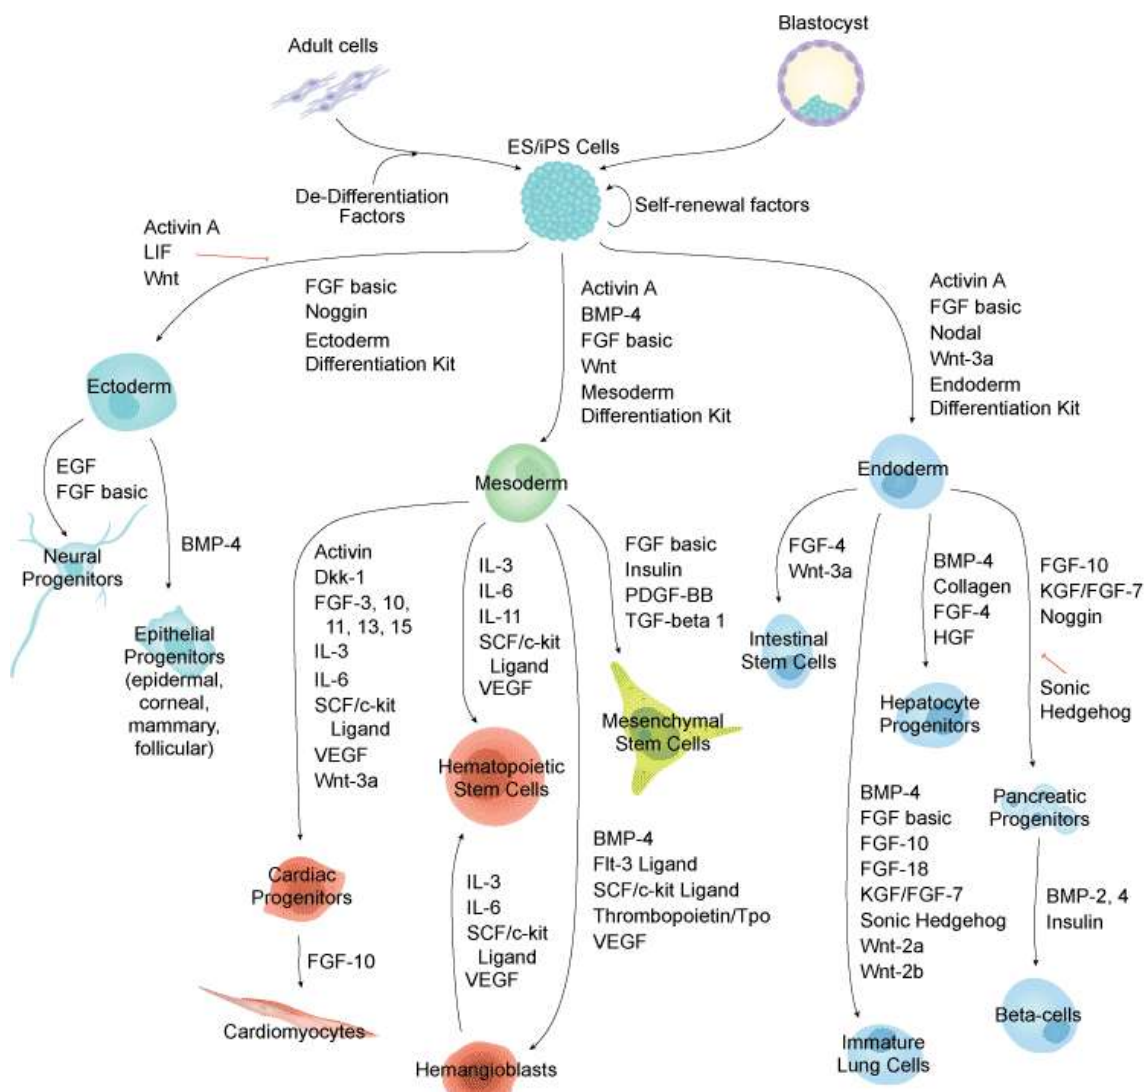 Blastocyst
Adult cells
ES/iPS Cells
De-Differentiation
Factors
Self-renewal factors
Activin A
LIF
Wnt
FGF basic
Noggin
Ectoderm
Differentiation Kit
Activin A
BMP-4
FGF basic
Wnt
Mesoderm
Differentiation Kit
Activin A
FGF basic
Nodal
Wnt-3a
Endoderm
Differentiation Kit
Ectoderm
Mesoderm
Endoderm
EGF
FGF basic
BMP-4
Neural
Progenitors
Epithelial
Progenitors
(epidermal,
corneal,
mammary,
follicular)
Activin
Dkk-1
FGF-3, 10,
11, 13, 15
IL-3
IL-6
SCF/c-kit
Ligand
VEGF
Wnt-3a
IL-3
IL-6
IL-11
SCF/c-kit
Ligand
VEGF
FGF basic
Insulin
PDGF-BB
TGF-beta 1
FGF-4
Wnt-3a
BMP-4
Collagen
FGF-4
HGF
FGF-10
KGF/FGF-7
Noggin
Sonic
Hedgehog
Intestinal
Stem Cells
Hepatocyte
Progenitors
Mesenchymal
Stem Cells
Hematopoietic
Stem Cells
Pancreatic
Progenitors
BMP-4
FGF basic
FGF-10
FGF-18
KGF/FGF-7
Sonic Hedgehog
Wnt-2a
Wnt-2b
BMP-4
Flt-3 Ligand
SCF/c-kit Ligand
Thrombopoietin/Tpo
VEGF
Cardiac
Progenitors
IL-3
IL-6
SCF/c-kit
Ligand
VEGF
BMP-2, 4
Insulin
FGF-10
Cardiomyocytes
Hemangioblasts
Immature
Lung Cells
Beta-cells